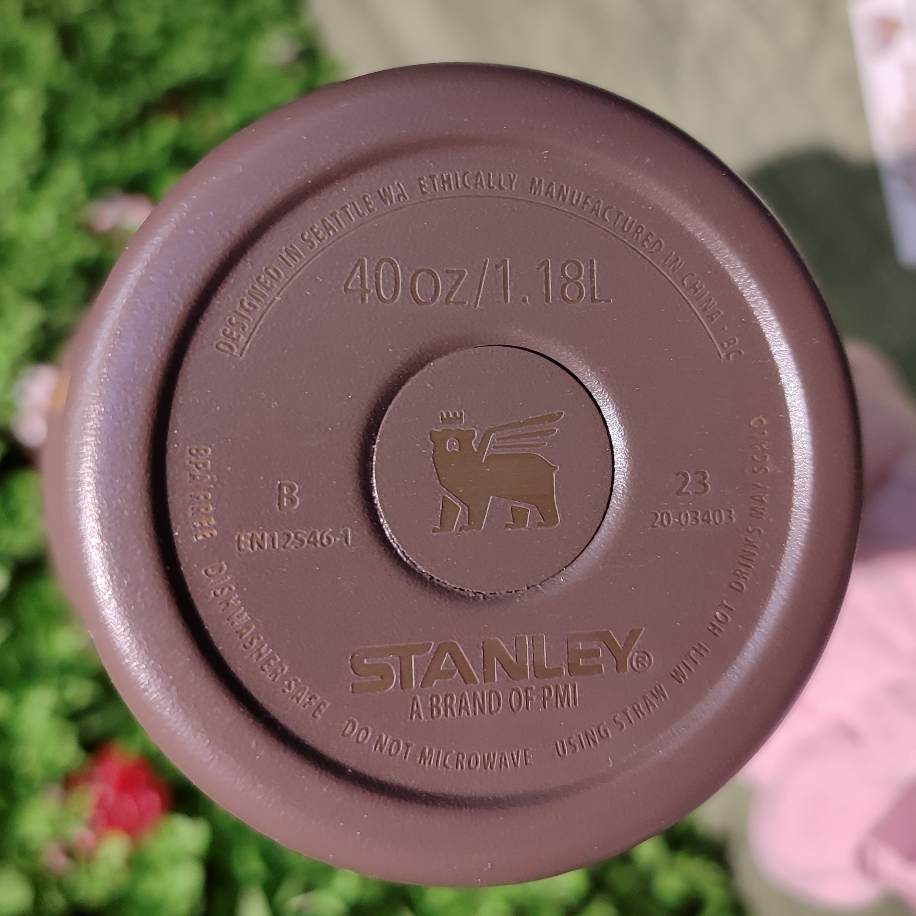 DESIGNED IN SEATTLE WA ETHICALLY MANUFACTURED IN CHINA · BC
40 oz/1.18L
B
EN12546-1
23
20-03403
STANLEY®
A BRAND OF PMI
BPA FREE DISHWASHER SAFE DO NOT MICROWAVE USING STRAW WITH HOT DRINKS MAY SCALD